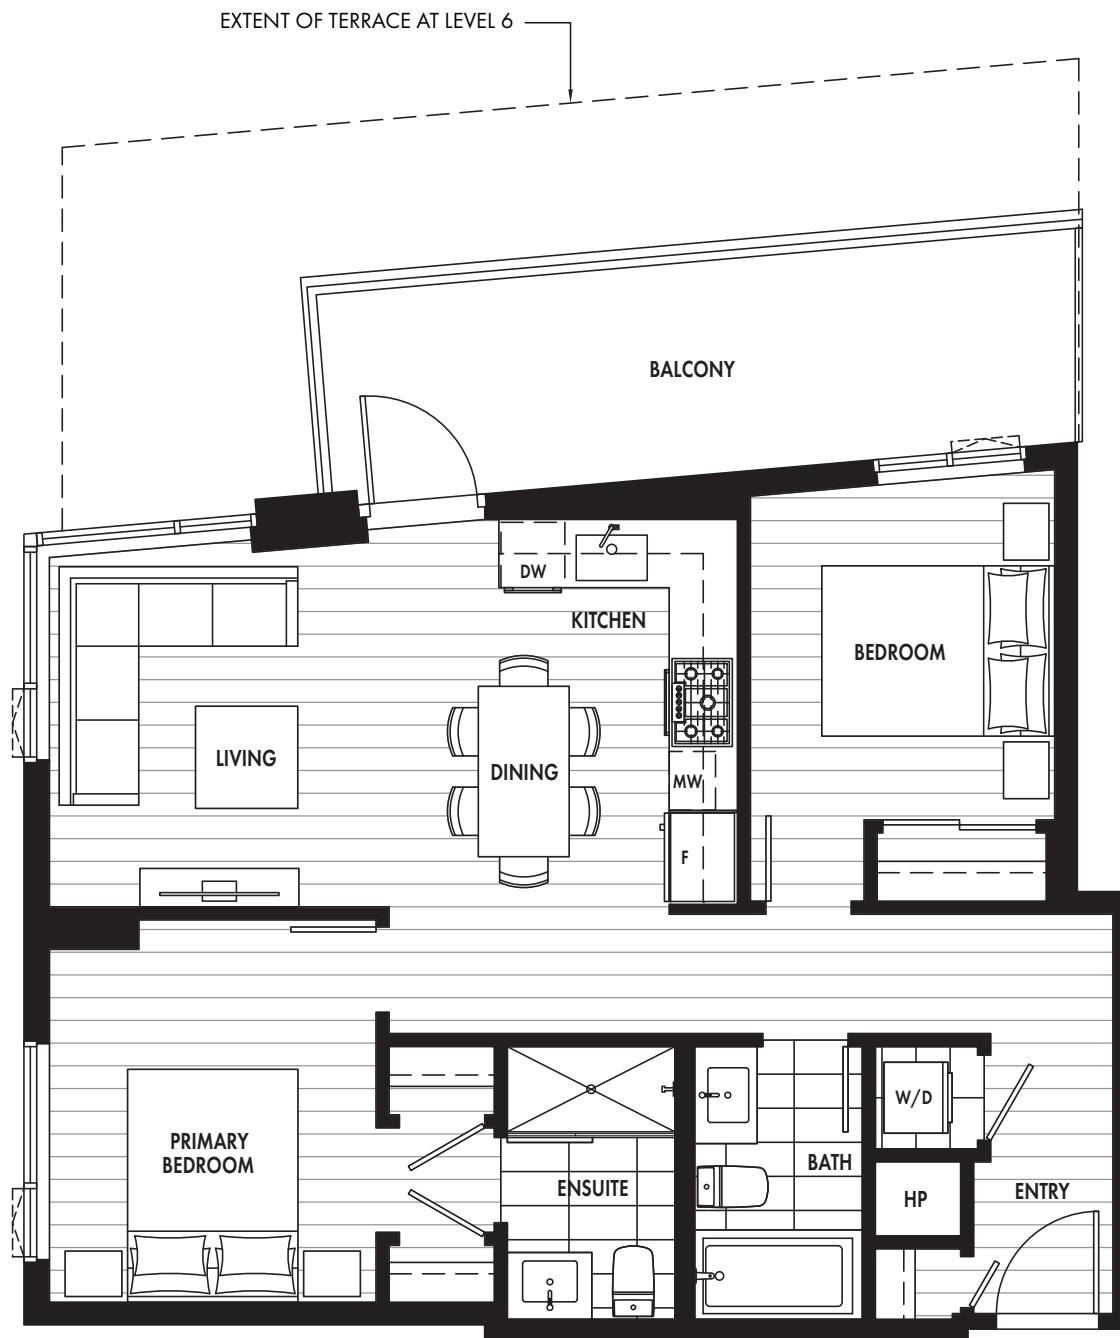 EXTENT OF TERRACE AT LEVEL 6
BALCONY
DW
KITCHEN
BEDROOM
LIVING
DINING
MW
F
W/D
PRIMARY
BEDROOM
BATH
ENSUITE
HP
ENTRY